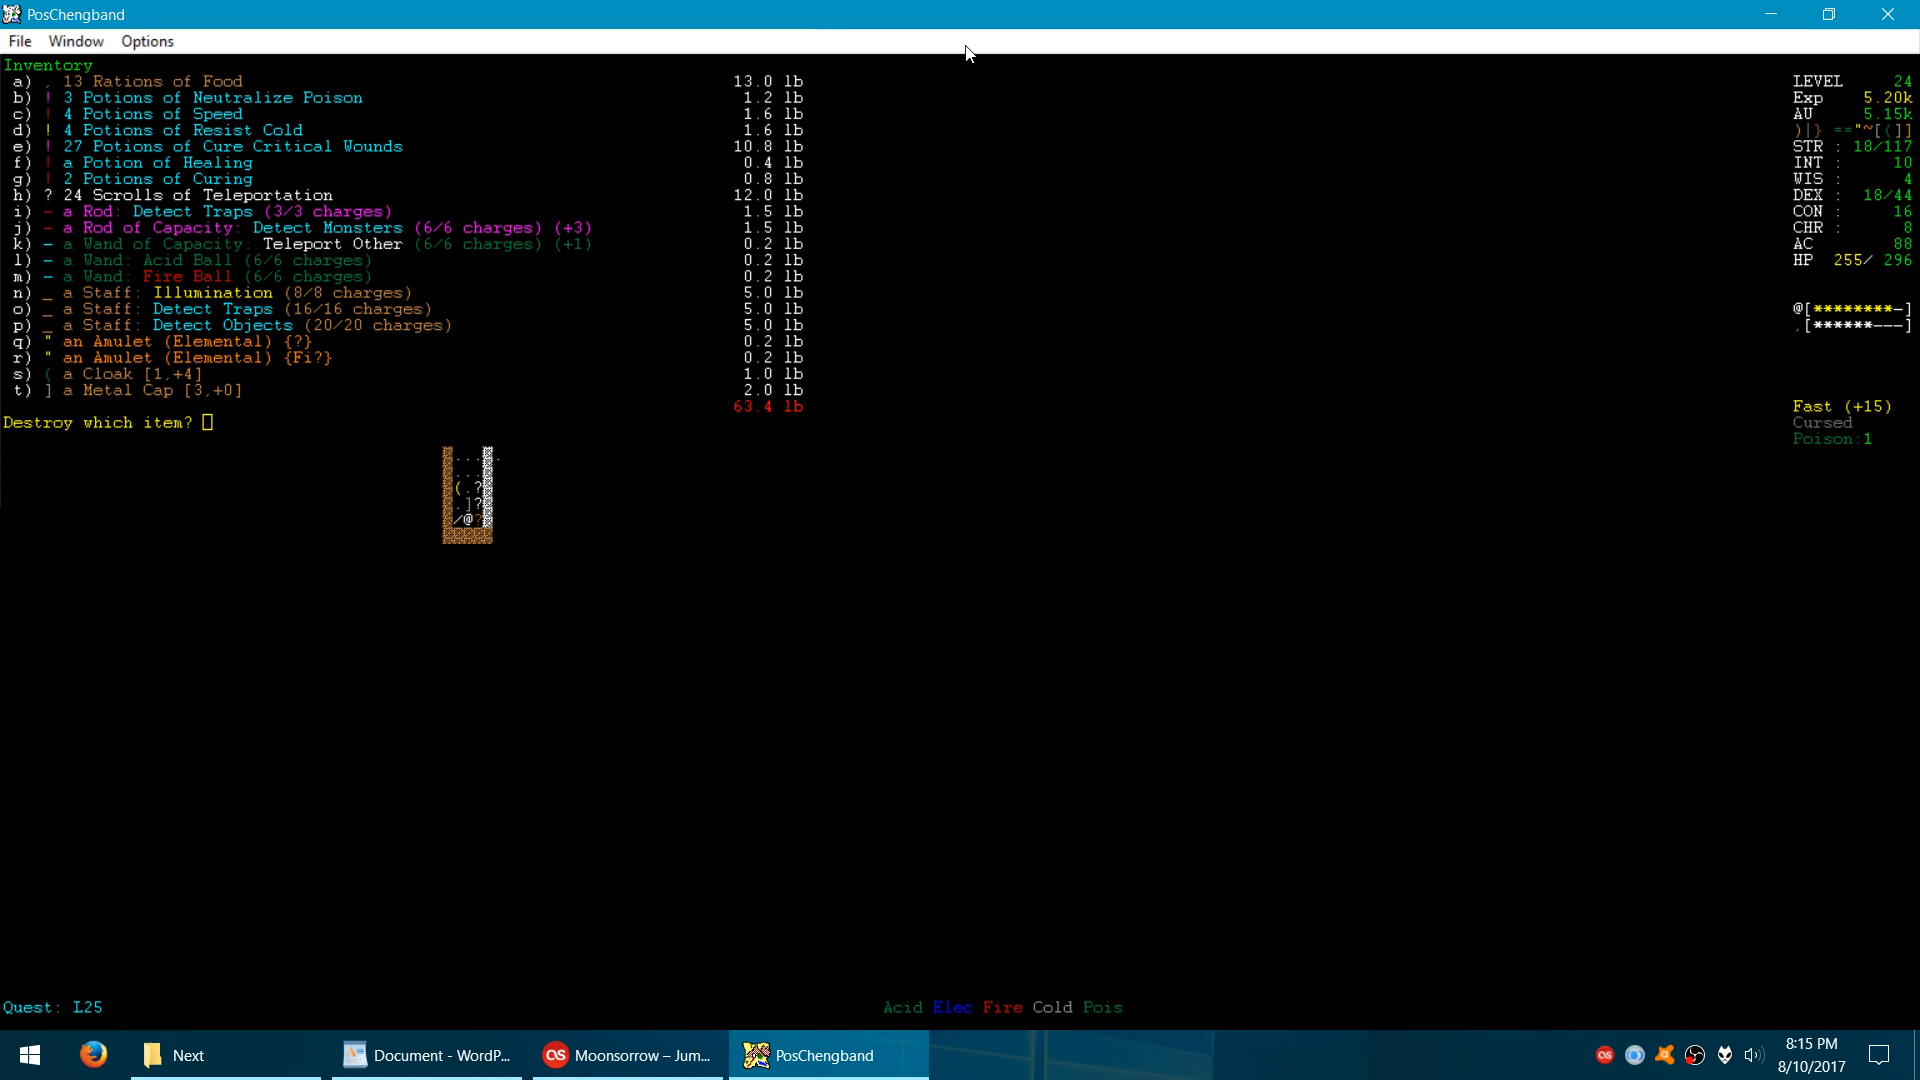 PosChengband
File Window Options
Inventory
a) , 13 Rations of Food 13.0 lb
b) ! 3 Potions of Neutralize Poison 1.2 lb
c) ! 4 Potions of Speed 1.6 lb
d) ! 4 Potions of Resist Cold 1.6 lb
e) ! 27 Potions of Cure Critical Wounds 10.8 lb
f) ! a Potion of Healing 0.4 lb
g) ! 2 Potions of Curing 0.8 lb
h) ? 24 Scrolls of Teleportation 12.0 lb
i) - a Rod: Detect Traps (3/3 charges) 1.5 lb
j) - a Rod of Capacity: Detect Monsters (6/6 charges) (+3) 1.5 lb
k) - a Wand of Capacity: Teleport Other (6/6 charges) (+1) 0.2 lb
l) - a Wand: Acid Ball (6/6 charges) 0.2 lb
m) - a Wand: Fire Ball (6/6 charges) 0.2 lb
n) _ a Staff: Illumination (8/8 charges) 5.0 lb
o) _ a Staff: Detect Traps (16/16 charges) 5.0 lb
p) _ a Staff: Detect Objects (20/20 charges) 5.0 lb
q) " an Amulet (Elemental) {?} 0.2 lb
r) " an Amulet (Elemental) {Fi?} 0.2 lb
s) ( a Cloak [1,+4] 1.0 lb
t) ] a Metal Cap [3,+0] 2.0 lb
63.4 lb
Destroy which item?
...  .
...
(.?
.]?
/@?
LEVEL 24
Exp 5.20k
AU 5.15k
)|} =="~[(]]
STR : 18/117
INT : 10
WIS : 4
DEX : 18/44
CON : 16
CHR : 8
AC 88
HP 255/ 296
@[********-]
,[******---]
Fast (+15)
Cursed
Poison:1
Quest: L25
Acid Elec Fire Cold Pois
Next
Document - WordP...
Moonsorrow – Jum...
PosChengband
8:15 PM
8/10/2017